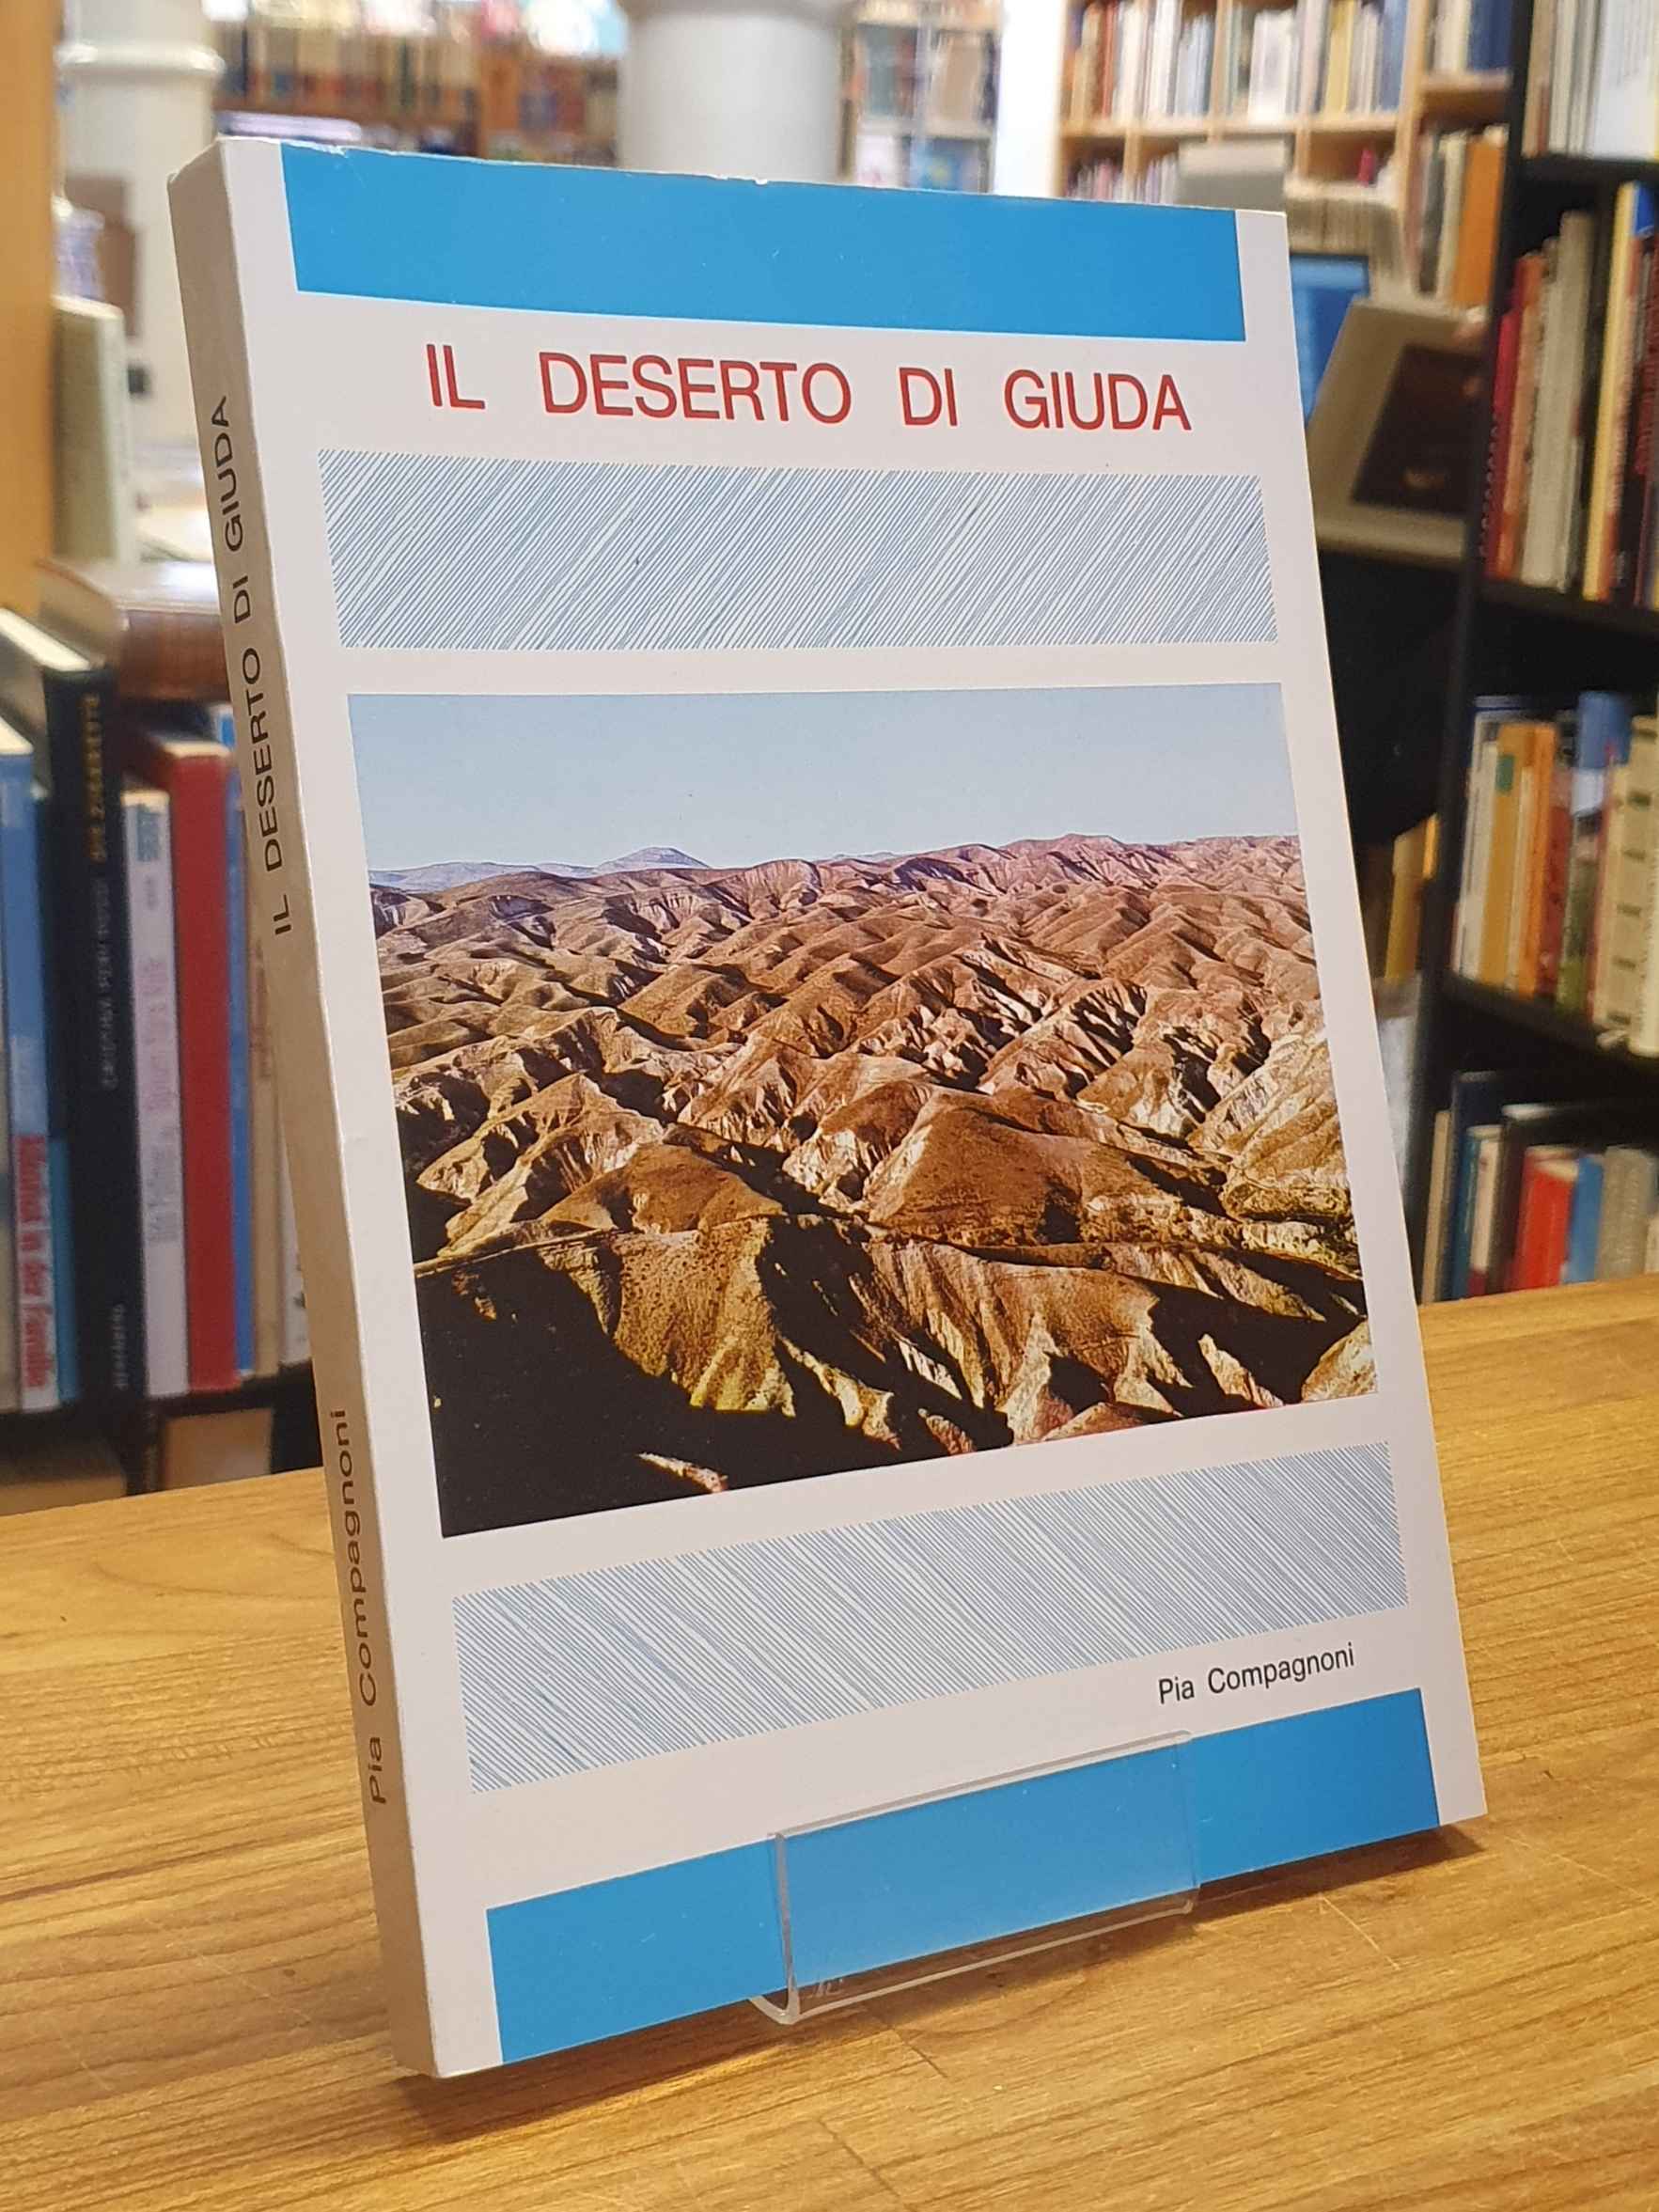 IL DESERTO DI GIUDA
Pia Compagnoni
IL DESERTO DI GIUDA
Pia Compagnoni